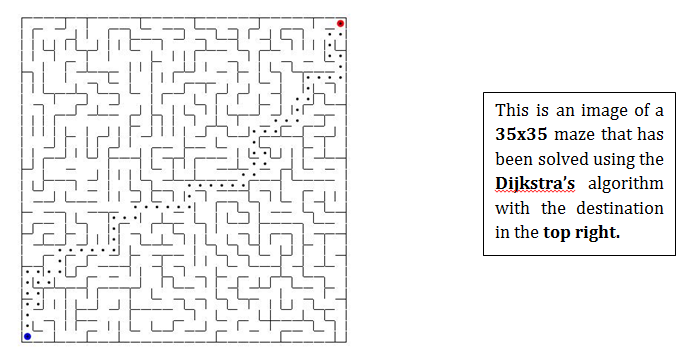 This is an image of a
35x35 maze that has
been solved using the
Dijkstra's algorithm
with the destination
in the top right.